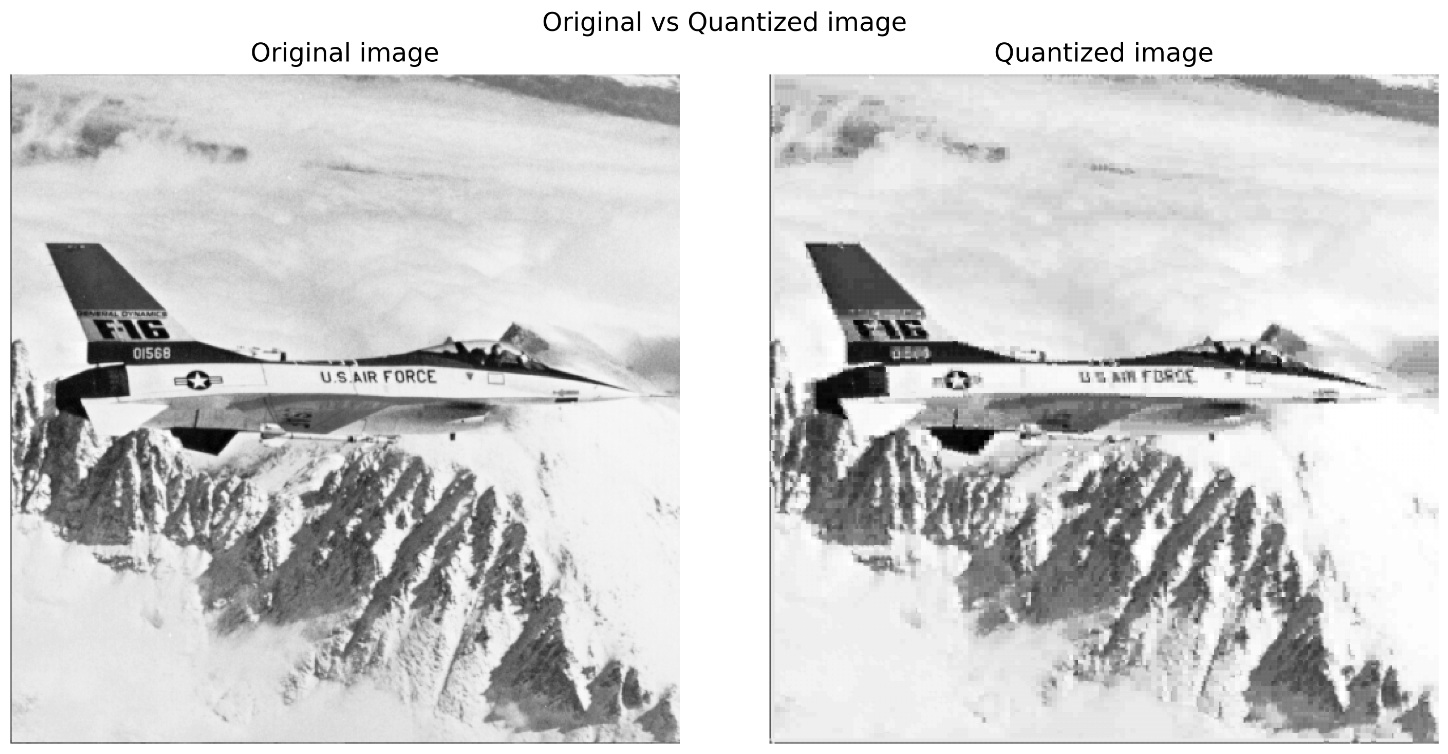 Original vs Quantized image
Original image
Quantized image
GENERAL DYNAMICS
F-16
01568
U.S. AIR FORCE
F-16
U.S. AIR FORCE